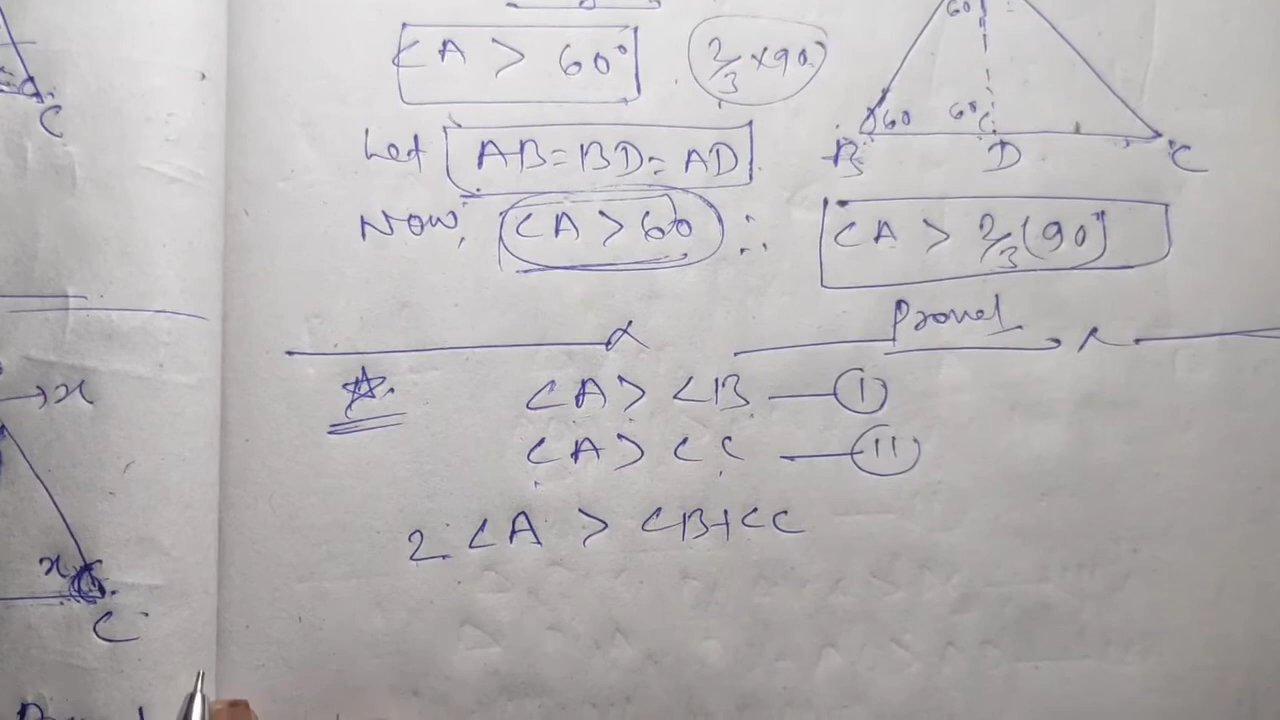 <A > 60° 2/3 × 90°
60
60 60°
B D C
Let AB = BD = AD
Now, <A > 60 ∴ <A > 2/3 (90°)
Proved
<A > <B — (I)
<A > <C — (II)
2 <A > <B + <C
C
→ x
x
C